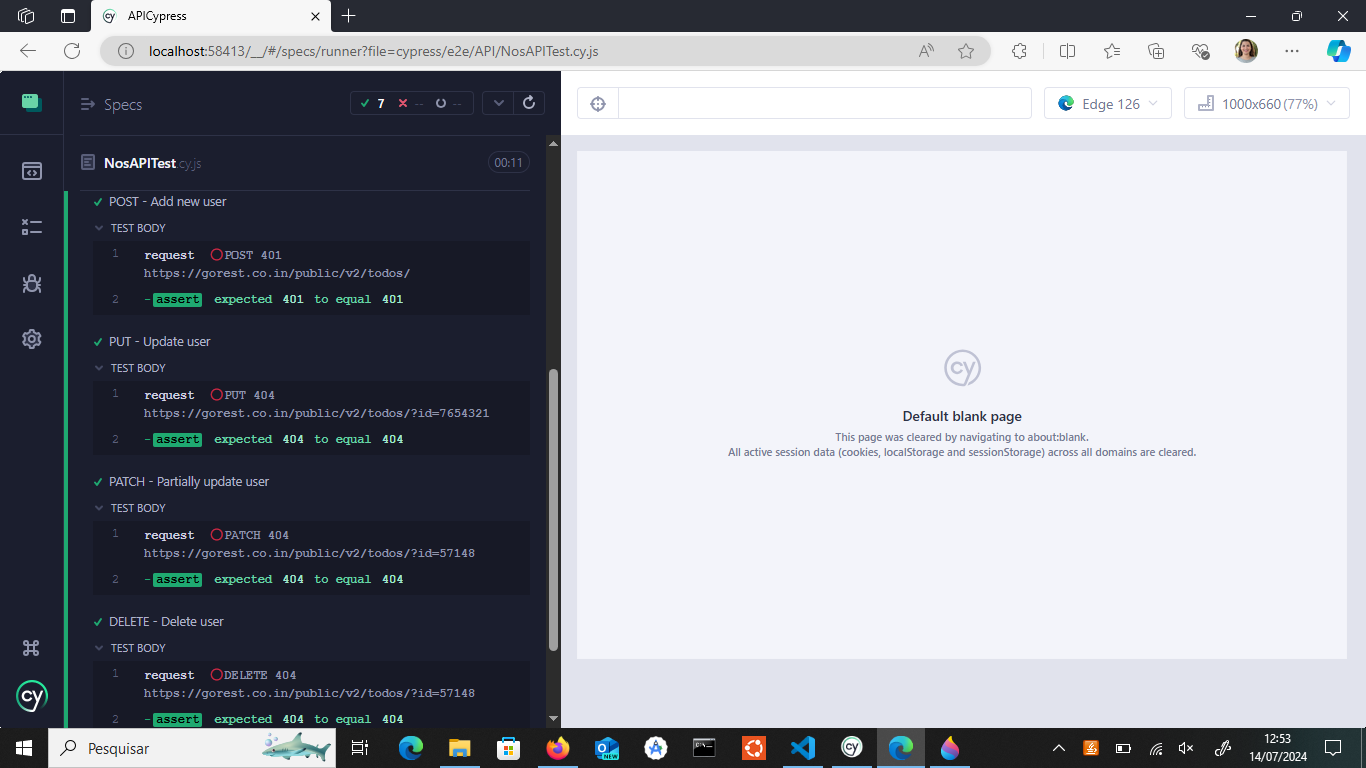 APICypress
localhost:58413/__/#/specs/runner?file=cypress/e2e/API/NosAPITest.cy.js
Specs
7 -- --
Edge 126
1000x660 (77%)
NosAPITest.cy.js
00:11
POST - Add new user
TEST BODY
1 request POST 401
https://gorest.co.in/public/v2/todos/
2 -assert expected 401 to equal 401
PUT - Update user
TEST BODY
1 request PUT 404
https://gorest.co.in/public/v2/todos/?id=7654321
2 -assert expected 404 to equal 404
PATCH - Partially update user
TEST BODY
1 request PATCH 404
https://gorest.co.in/public/v2/todos/?id=57148
2 -assert expected 404 to equal 404
DELETE - Delete user
TEST BODY
1 request DELETE 404
https://gorest.co.in/public/v2/todos/?id=57148
2 -assert expected 404 to equal 404
cy
cy
Default blank page
This page was cleared by navigating to about:blank.
All active session data (cookies, localStorage and sessionStorage) across all domains are cleared.
Pesquisar
NEW
cy
12:53
14/07/2024